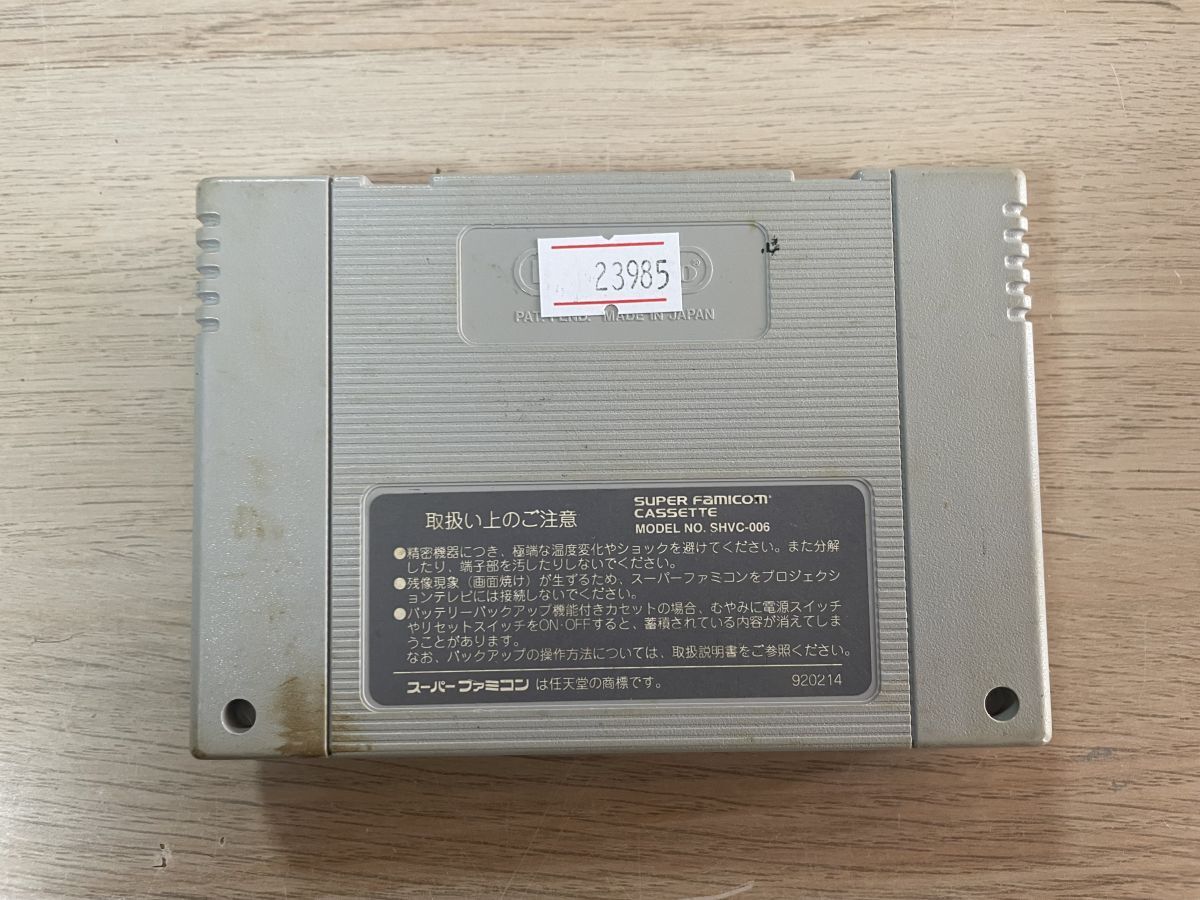 23985
PAT. PEND. MADE IN JAPAN
取扱い上のご注意
SUPER FAMICOM
CASSETTE
MODEL NO. SHVC-006
●精密機器につき、極端な温度変化やショックを避けてください。また分解
したり、端子部を汚したりしないでください。
●残像現象（画面焼け）が生ずるため、スーパーファミコンをプロジェクシ
ョンテレビには接続しないでください。
●バッテリーバックアップ機能付きカセットの場合、むやみに電源スイッチ
やリセットスイッチをON·OFFすると、蓄積されている内容が消えてしま
うことがあります。
なお、バックアップの操作方法については、取扱説明書をご参照ください。
スーパーファミコン は任天堂の商標です。
920214